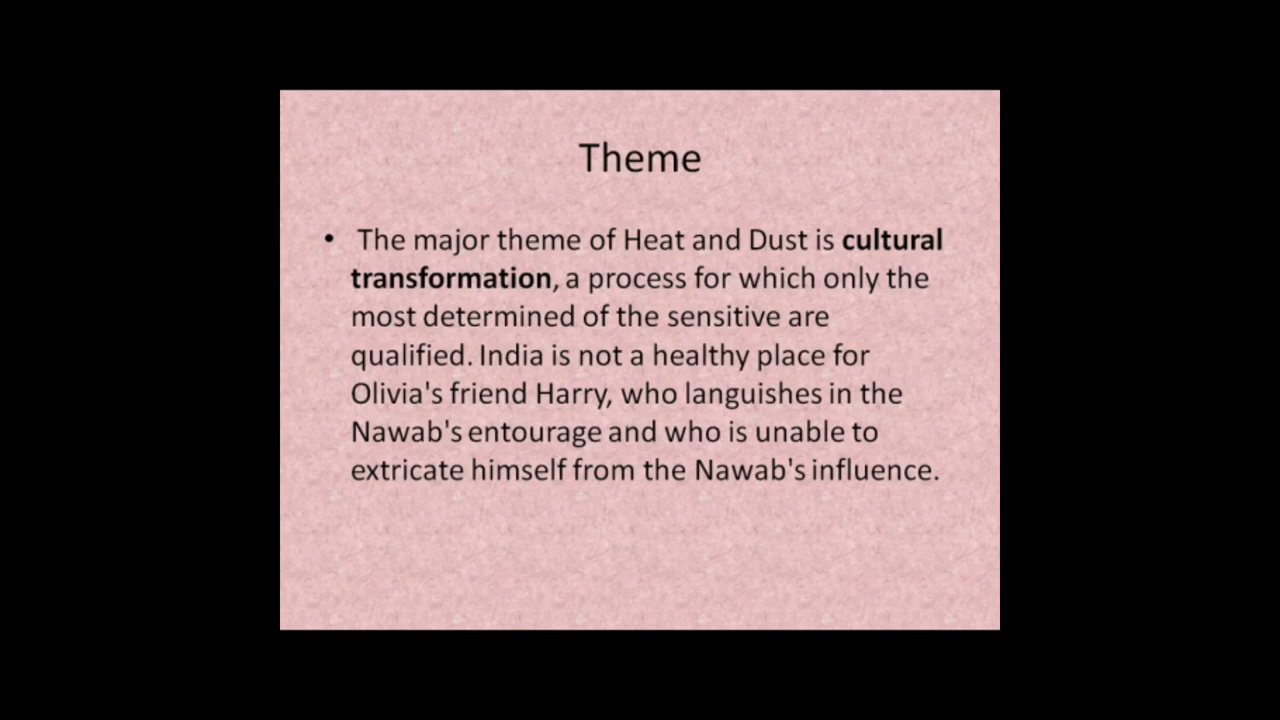 Theme
• The major theme of Heat and Dust is cultural
transformation, a process for which only the
most determined of the sensitive are
qualified. India is not a healthy place for
Olivia's friend Harry, who languishes in the
Nawab's entourage and who is unable to
extricate himself from the Nawab's influence.